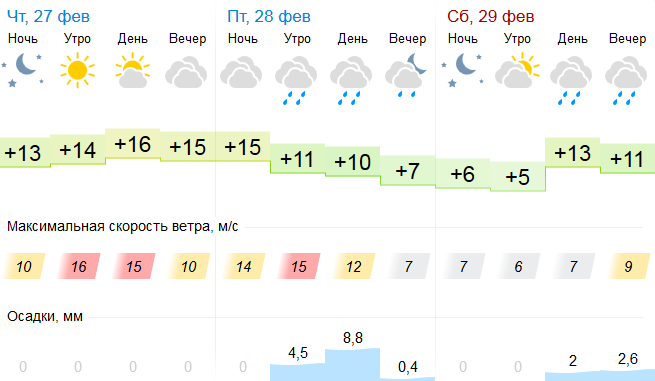 Чт, 27 фев Пт, 28 фев Сб, 29 фев
Ночь Утро День Вечер Ночь Утро День Вечер Ночь Утро День Вечер
+13 +14 +16 +15 +15 +11 +10 +7 +6 +5 +13 +11
Максимальная скорость ветра, м/с
10 16 15 10 14 15 12 7 7 6 7 9
Осадки, мм
0 0 0 0 0 4,5 8,8 0,4 0 0 2 2,6